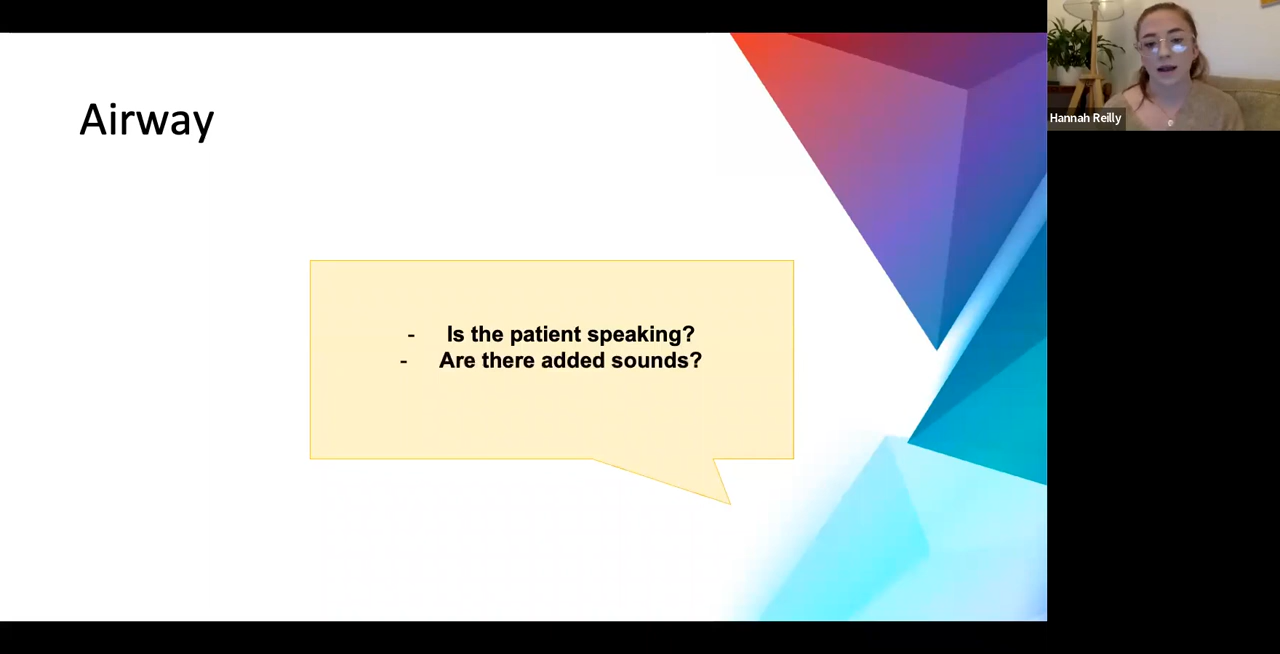 Airway
- Is the patient speaking?
- Are there added sounds?
Hannah Reilly